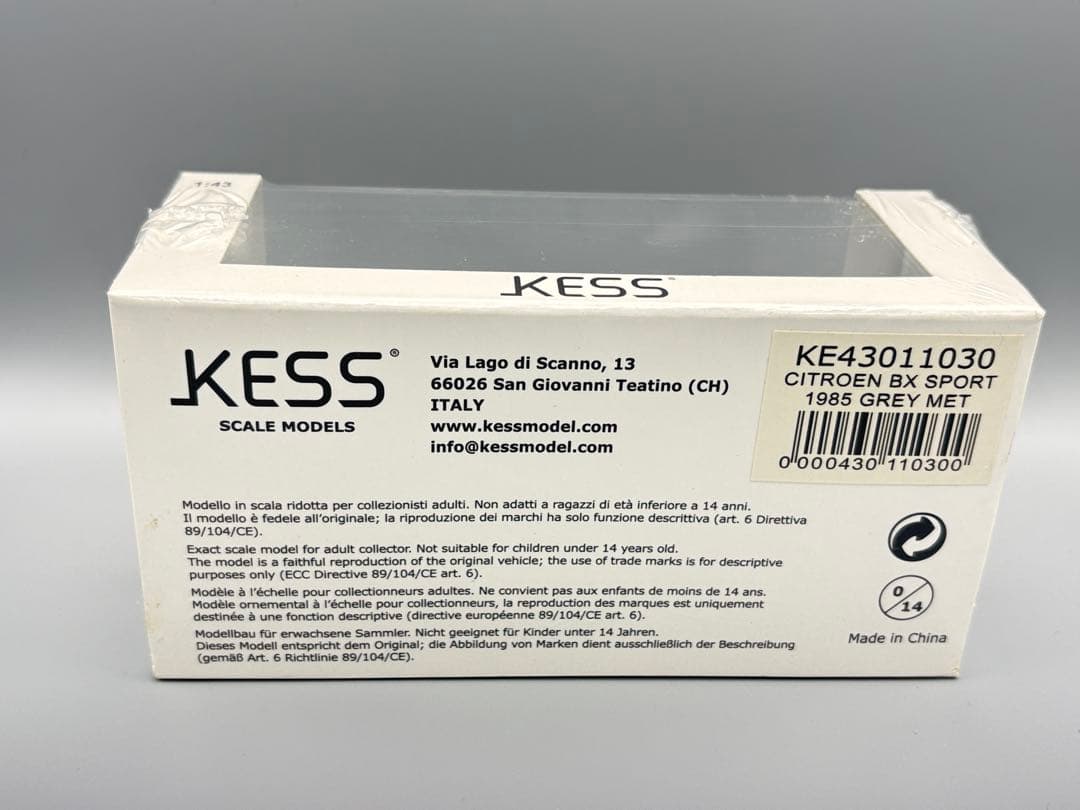 1:43
KESS®
KESS®
SCALE MODELS
Via Lago di Scanno, 13
66026 San Giovanni Teatino (CH)
ITALY
www.kessmodel.com
info@kessmodel.com
KE43011030
CITROEN BX SPORT
1985 GREY MET
0 000430 110300
Modello in scala ridotta per collezionisti adulti. Non adatti a ragazzi di età inferiore a 14 anni.
Il modello è fedele all'originale; la riproduzione dei marchi ha solo funzione descrittiva (art. 6 Direttiva
89/104/CE).
Exact scale model for adult collector. Not suitable for children under 14 years old.
The model is a faithful reproduction of the original vehicle; the use of trade marks is for descriptive
purposes only (ECC Directive 89/104/CE art. 6).
Modèle à l'échelle pour collectionneurs adultes. Ne convient pas aux enfants de moins de 14 ans.
Modèle ornemental à l'échelle pour collectionneurs, la reproduction des marques est uniquement
destinée à une fonction descriptive (directive européenne 89/104/CE art. 6).
Modellbau für erwachsene Sammler. Nicht geeignet für Kinder unter 14 Jahren.
Dieses Modell entspricht dem Original; die Abbildung von Marken dient ausschließlich der Beschreibung
(gemäß Art. 6 Richtlinie 89/104/CE).
0/14
Made in China